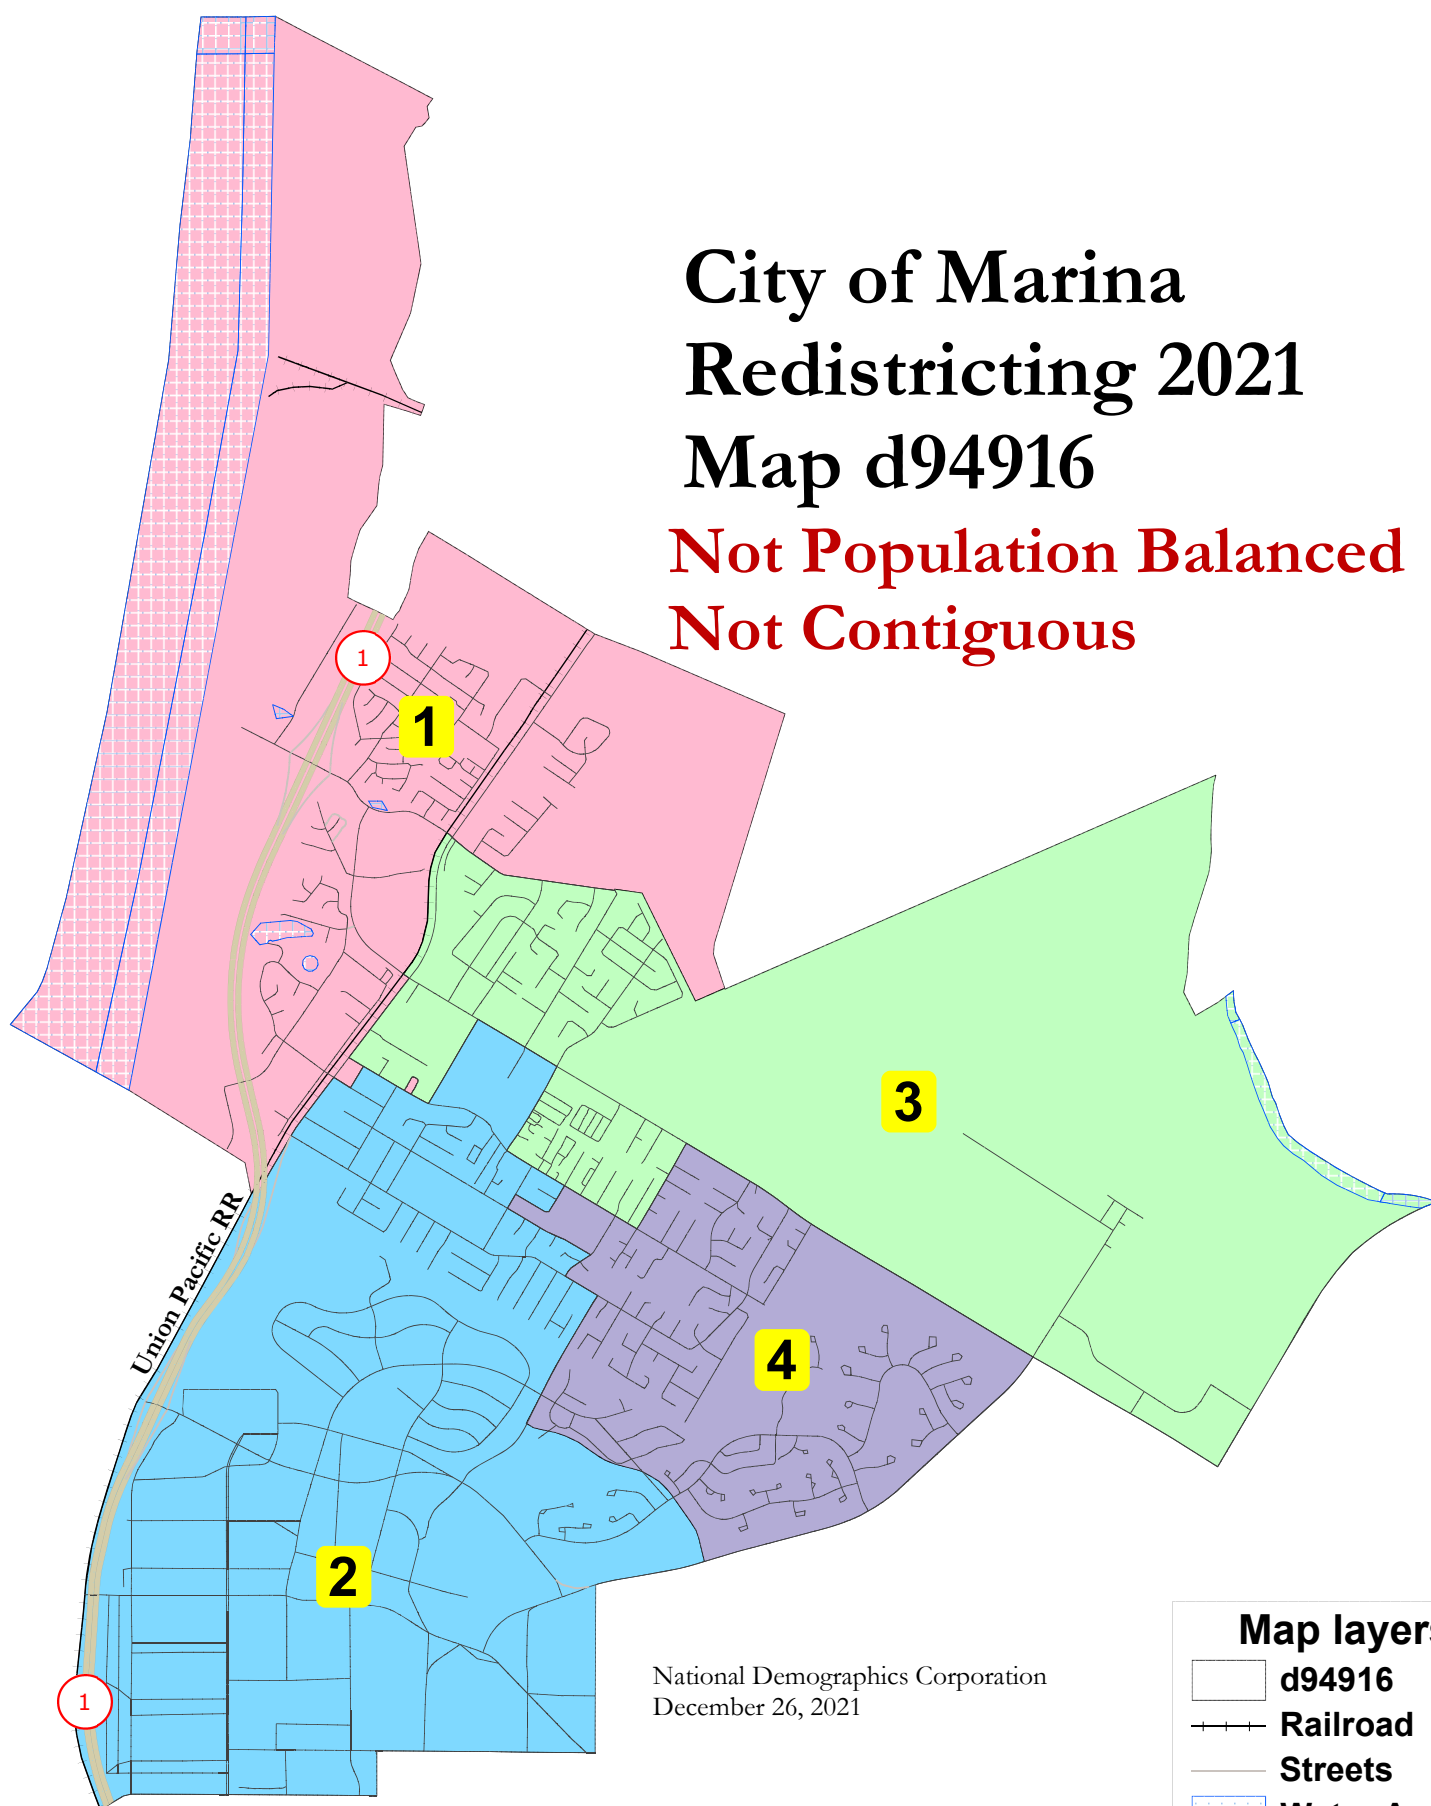 City of Marina
Redistricting 2021
Map d94916
Not Population Balanced
Not Contiguous
1
1
3
Union Pacific RR
4
2
1
National Demographics Corporation
December 26, 2021
Map layers
d94916
Railroad
Streets